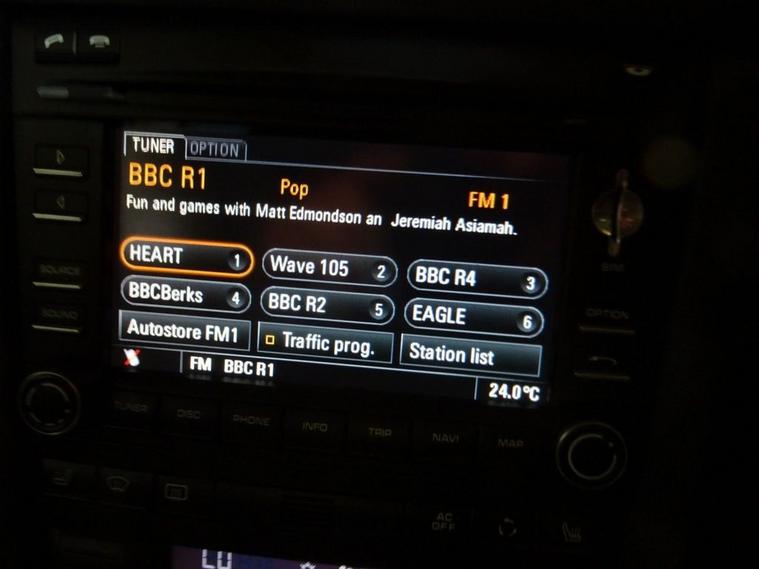 TUNER OPTION
BBC R1 Pop FM 1
Fun and games with Matt Edmondson an Jeremiah Asiamah.
HEART 1 Wave 105 2 BBC R4 3
BBCBerks 4 BBC R2 5 EAGLE 6
Autostore FM1 Traffic prog. Station list
FM BBC R1
24.0°C
SOURCE
SOUND
SIM
OPTION
TUNER DISC PHONE INFO TRIP NAVI MAP
AC
OFF
LO